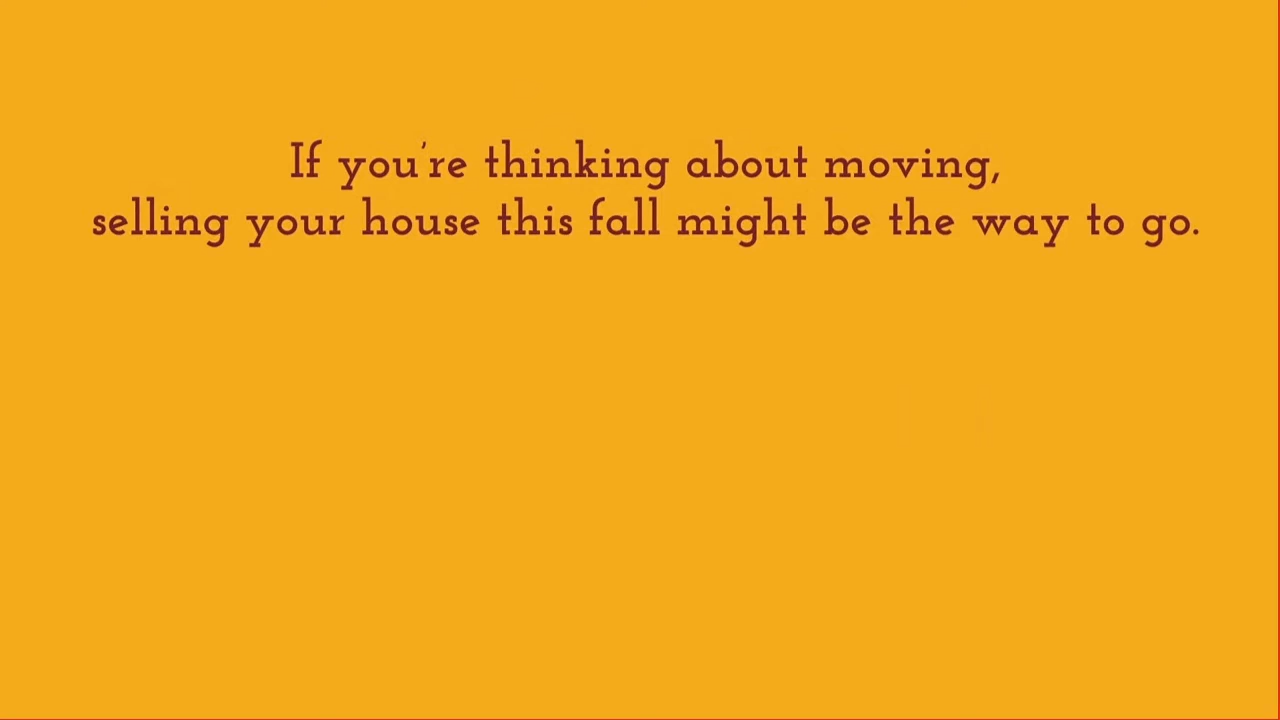 If you’re thinking about moving,
selling your house this fall might be the way to go.